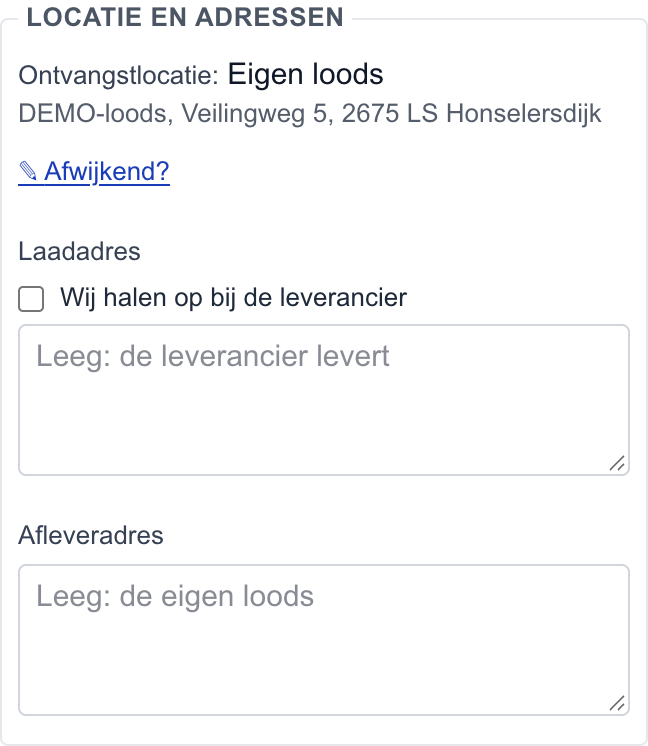 LOCATIE EN ADRESSEN
Ontvangstlocatie: Eigen loods
DEMO-loods, Veilingweg 5, 2675 LS Honselersdijk
✎ Afwijkend?
Laadadres
Wij halen op bij de leverancier
Leeg: de leverancier levert
Afleveradres
Leeg: de eigen loods